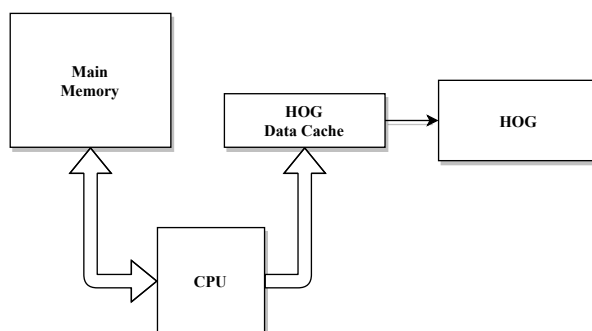 Main
Memory
HOG
Data Cache
HOG
CPU